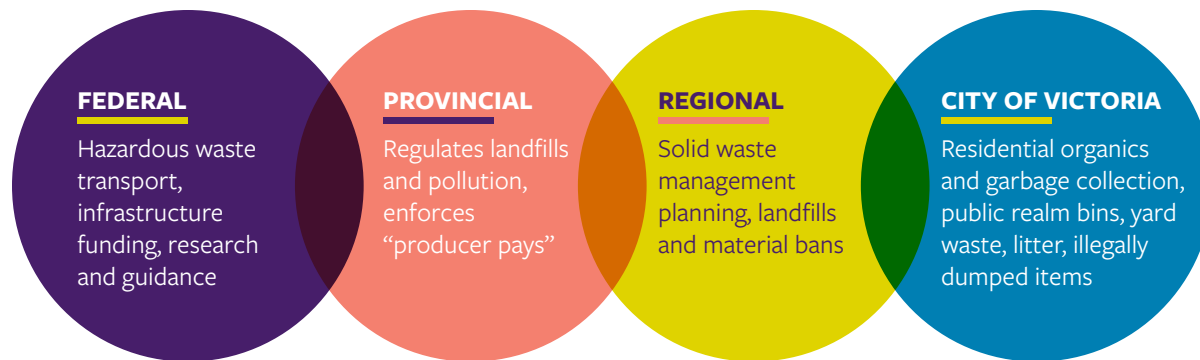 FEDERAL
Hazardous waste
transport,
infrastructure
funding, research
and guidance
PROVINCIAL
Regulates landfills
and pollution,
enforces
“producer pays”
REGIONAL
Solid waste
management
planning, landfills
and material bans
CITY OF VICTORIA
Residential organics
and garbage collection,
public realm bins, yard
waste, litter, illegally
dumped items